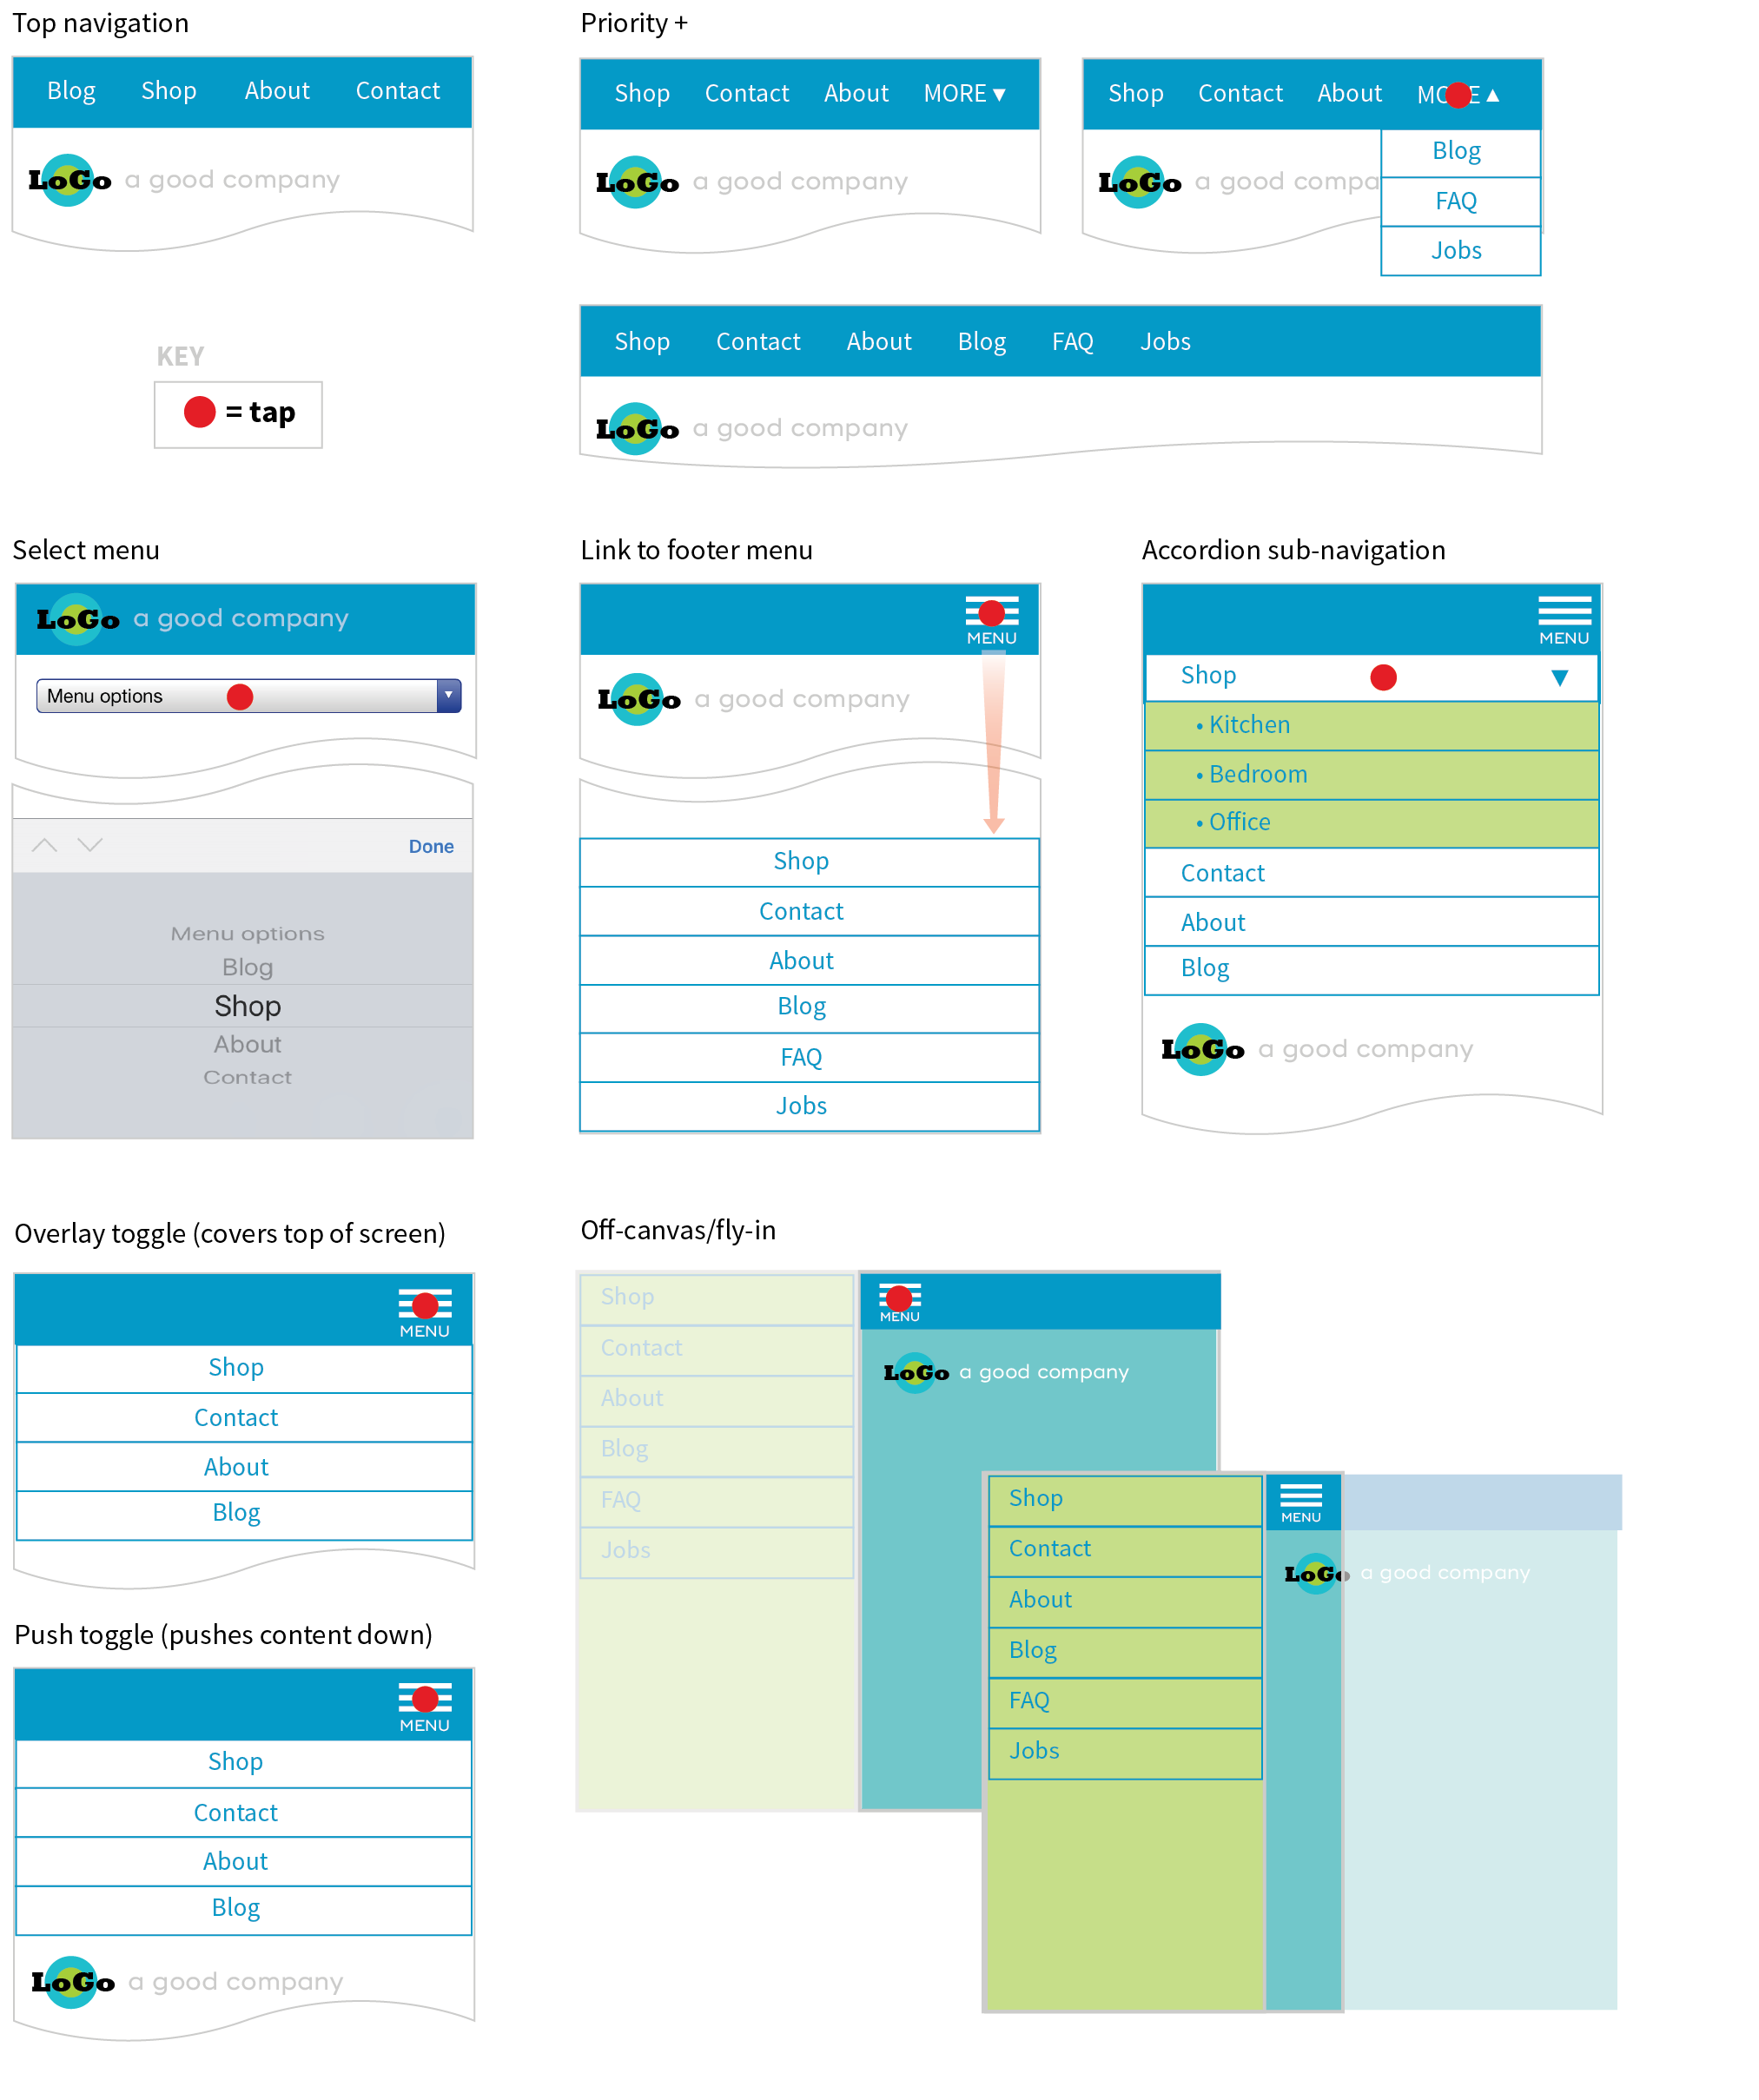 Top navigation
Blog Shop About Contact
LoGo a good company
Priority +
Shop Contact About MORE ▾
LoGo a good company
Shop Contact About MORE ▴
Blog
FAQ
Jobs
LoGo a good compa
Shop Contact About Blog FAQ Jobs
LoGo a good company
KEY
= tap
Select menu
LoGo a good company
Menu options
Done
Menu options
Blog
Shop
About
Contact
Link to footer menu
MENU
LoGo a good company
Shop
Contact
About
Blog
FAQ
Jobs
Accordion sub-navigation
MENU
Shop ▼
• Kitchen
• Bedroom
• Office
Contact
About
Blog
LoGo a good company
Overlay toggle (covers top of screen)
MENU
Shop
Contact
About
Blog
Push toggle (pushes content down)
MENU
Shop
Contact
About
Blog
LoGo a good company
Off-canvas/fly-in
Shop
Contact
About
Blog
FAQ
Jobs
MENU
LoGo a good company
Shop
Contact
About
Blog
FAQ
Jobs
MENU
LoGo a good company